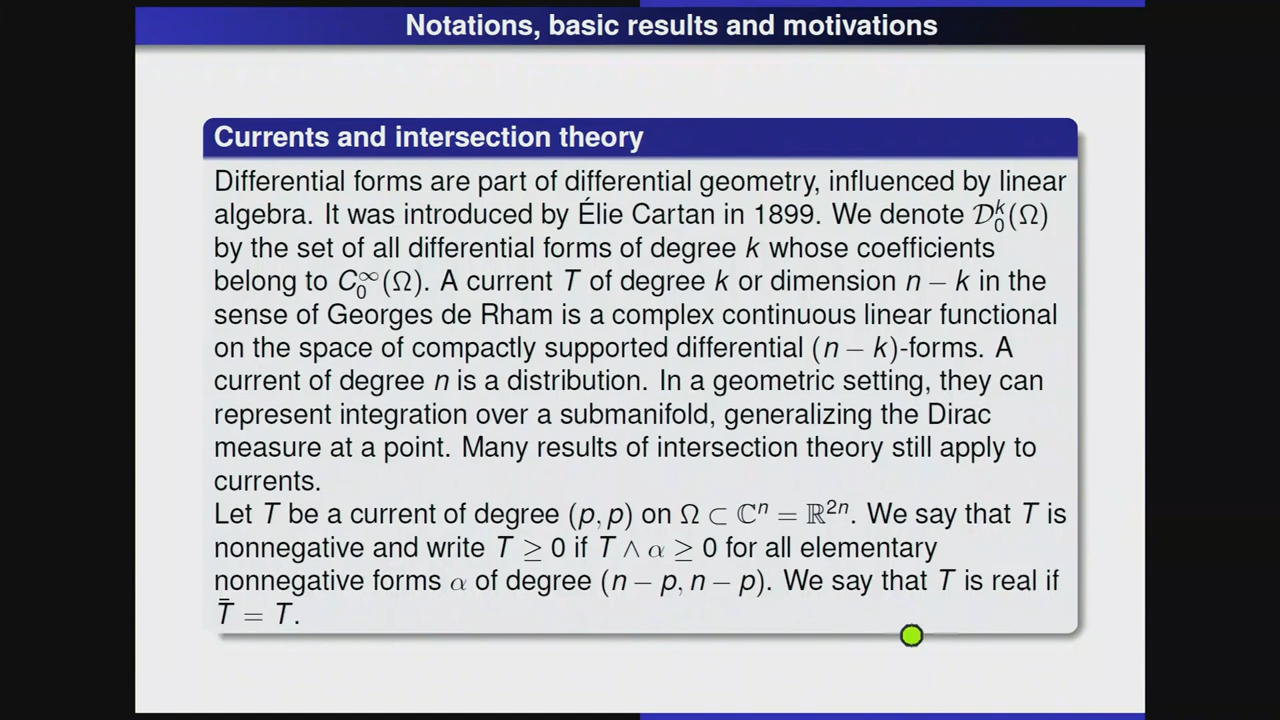 Notations, basic results and motivations
Currents and intersection theory
Differential forms are part of differential geometry, influenced by linear
algebra. It was introduced by Élie Cartan in 1899. We denote 𝒟₀ᵏ(Ω)
by the set of all differential forms of degree k whose coefficients
belong to C₀^∞(Ω). A current T of degree k or dimension n − k in the
sense of Georges de Rham is a complex continuous linear functional
on the space of compactly supported differential (n − k)-forms. A
current of degree n is a distribution. In a geometric setting, they can
represent integration over a submanifold, generalizing the Dirac
measure at a point. Many results of intersection theory still apply to
currents.
Let T be a current of degree (p, p) on Ω ⊂ ℂⁿ = ℝ²ⁿ. We say that T is
nonnegative and write T ≥ 0 if T ∧ α ≥ 0 for all elementary
nonnegative forms α of degree (n − p, n − p). We say that T is real if
T̄ = T.